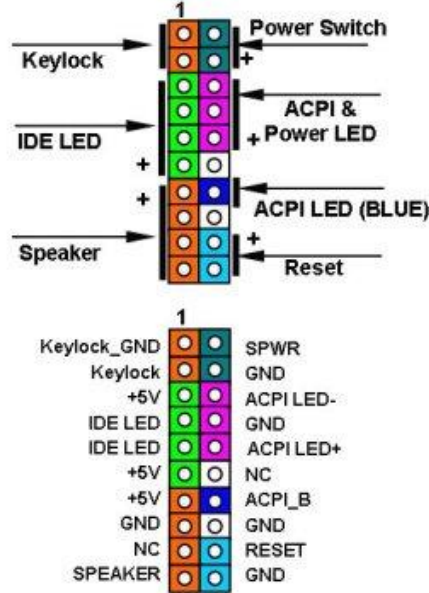 1
Power Switch
Keylock
+
ACPI &
Power LED
IDE LED
+
+
+
ACPI LED (BLUE)
Speaker
+
Reset
1
Keylock_GND SPWR
Keylock GND
+5V ACPI LED-
IDE LED GND
IDE LED ACPI LED+
+5V NC
+5V ACPI_B
GND GND
NC RESET
SPEAKER GND